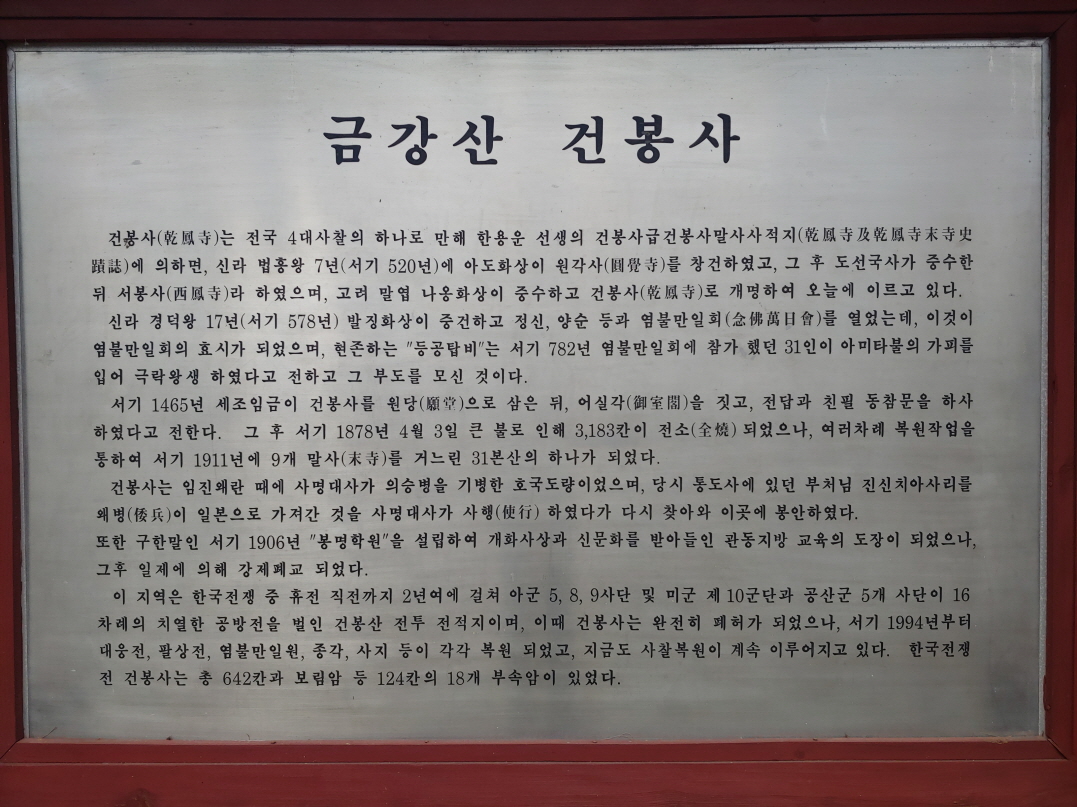 금강산 건봉사
건봉사(乾鳳寺)는 전국 4대사찰의 하나로 만해 한용운 선생의 건봉사급건봉사말사사적지(乾鳳寺及乾鳳寺末寺史
蹟誌)에 의하면, 신라 법흥왕 7년(서기 520년)에 아도화상이 원각사(圓覺寺)를 창건하였고, 그 후 도선국사가 중수한
뒤 서봉사(西鳳寺)라 하였으며, 고려 말엽 나옹화상이 중수하고 건봉사(乾鳳寺)로 개명하여 오늘에 이르고 있다.
신라 경덕왕 17년(서기 578년) 발징화상이 중건하고 정신, 양순 등과 염불만일회(念佛萬日會)를 열었는데, 이것이
염불만일회의 효시가 되었으며, 현존하는 "등공탑비"는 서기 782년 염불만일회에 참가 했던 31인이 아미타불의 가피를
입어 극락왕생 하였다고 전하고 그 부도를 모신 것이다.
서기 1465년 세조임금이 건봉사를 원당(願堂)으로 삼은 뒤, 어실각(御室閣)을 짓고, 전답과 친필 동참문을 하사
하였다고 전한다. 그 후 서기 1878년 4월 3일 큰 불로 인해 3,183칸이 전소(全燒) 되었으나, 여러차례 복원작업을
통하여 서기 1911년에 9개 말사(末寺)를 거느린 31본산의 하나가 되었다.
건봉사는 임진왜란 때에 사명대사가 의승병을 기병한 호국도량이었으며, 당시 통도사에 있던 부처님 진신치아사리를
왜병(倭兵)이 일본으로 가져간 것을 사명대사가 사행(使行) 하였다가 다시 찾아와 이곳에 봉안하였다.
또한 구한말인 서기 1906년 "봉명학원"을 설립하여 개화사상과 신문화를 받아들인 관동지방 교육의 도장이 되었으나,
그후 일제에 의해 강제폐교 되었다.
이 지역은 한국전쟁 중 휴전 직전까지 2년여에 걸쳐 아군 5, 8, 9사단 및 미군 제10군단과 공산군 5개 사단이 16
차례의 치열한 공방전을 벌인 건봉산 전투 전적지이며, 이때 건봉사는 완전히 폐허가 되었으나, 서기 1994년부터
대웅전, 팔상전, 염불만일원, 종각, 사지 등이 각각 복원 되었고, 지금도 사찰복원이 계속 이루어지고 있다. 한국전쟁
전 건봉사는 총 642칸과 보림암 등 124칸의 18개 부속암이 있었다.